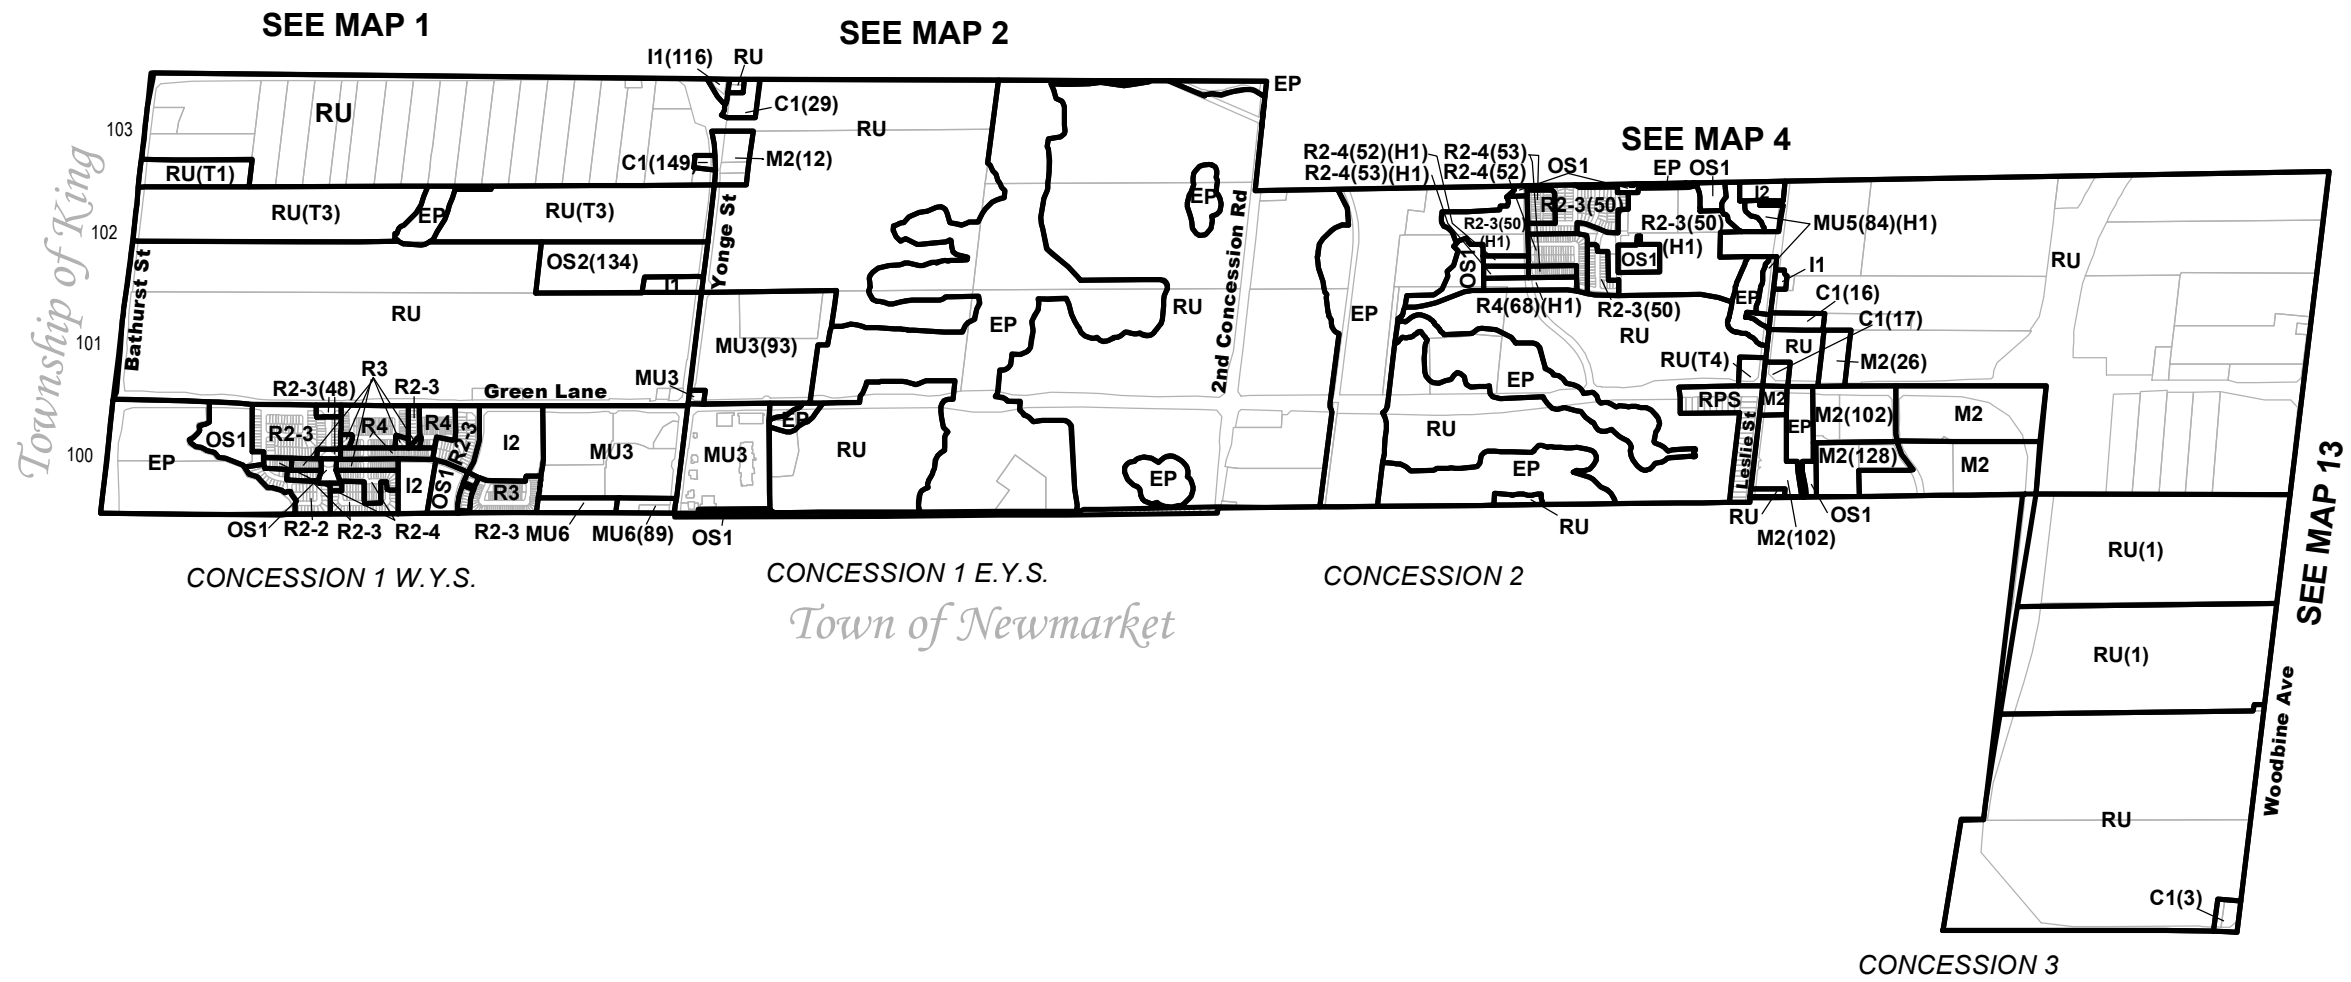 SEE MAP 1
SEE MAP 2
I1(116)
RU
EP
RU
C1(29)
RU
103
SEE MAP 4
C1(149)
M2(12)
R2-4(52)(H1)
R2-4(53)
R2-4(53)(H1)
R2-4(52)
OS1
EP
OS1
RU(T1)
I2
RU(T3)
EP
RU(T3)
EP
R2-3(50)
R2-3(50)
(H1)
R2-3(50)
(H1)
MU5(84)(H1)
102
Township of King
Bathurst St
Yonge St
2nd Concession Rd
OS2(134)
I1
OS1
OS1
RU
I1
EP
C1(16)
RU
RU
EP
EP
R4(68)(H1)
R2-3(50)
RU
C1(17)
101
MU3(93)
RU
RU(T4)
M2(26)
R3
R2-3(48)
R2-3
Green Lane
MU3
EP
RPS
M2
R2-3
R4
R4
R2-3
OS1
I2
MU3
MU3
EP
RU
RU
EP
M2(102)
M2
Leslie St
100
EP
I2
OS1
R3
EP
EP
M2(128)
M2
OS1
R2-2
R2-3
R2-4
R2-3
MU6
MU6(89)
OS1
RU
RU
M2(102)
OS1
SEE MAP 13
CONCESSION 1 W.Y.S.
CONCESSION 1 E.Y.S.
CONCESSION 2
Town of Newmarket
RU(1)
RU(1)
Woodbine Ave
RU
C1(3)
CONCESSION 3